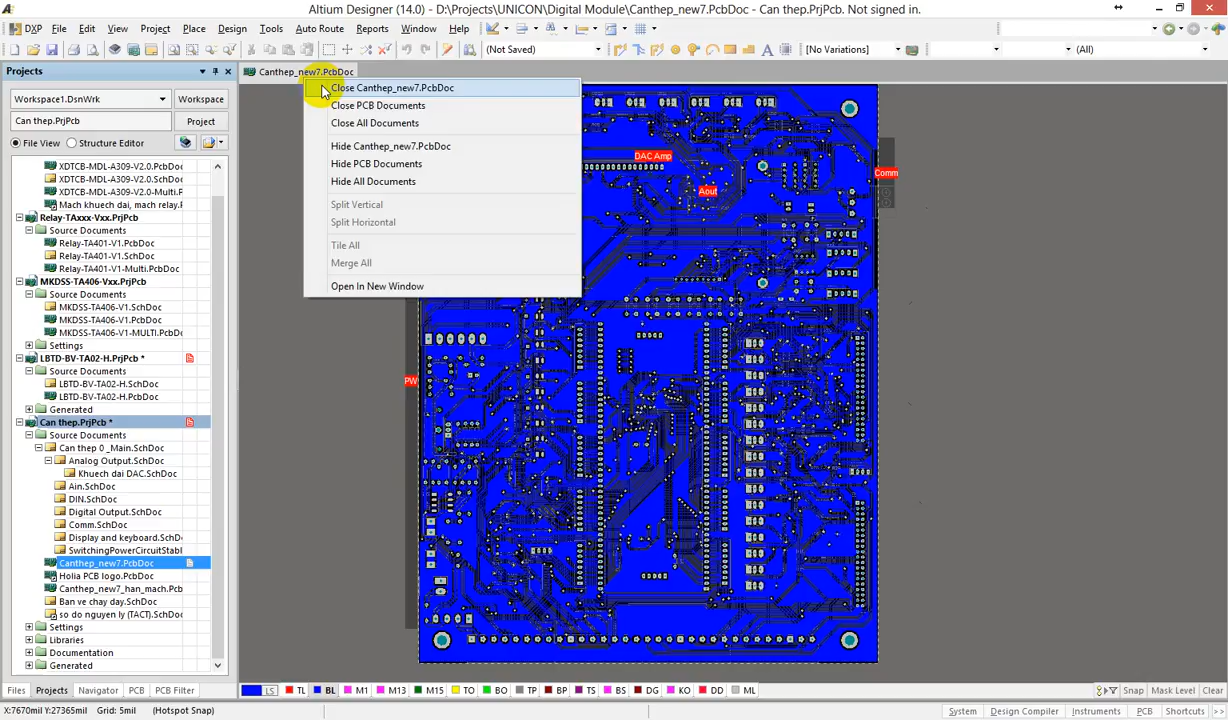 Altium Designer (14.0) - D:\Projects\UNICON\Digital Module\Canthep_new7.PcbDoc - Can thep.PrjPcb. Not signed in.
DXP File Edit View Project Place Design Tools Auto Route Reports Window Help
(Not Saved) [No Variations] (All)
Projects
Canthep_new7.PcbDoc
Workspace1.DsnWrk Workspace
Can thep.PrjPcb Project
File View Structure Editor
XDTCB-MDL-A309-V2.0.PcbDo
XDTCB-MDL-A309-V2.0.SchDo
XDTCB-MDL-A309-V2.0-Multi.F
Mach khuech dai, mach relay.F
Relay-TAxxx-Vxx.PrjPcb
Source Documents
Relay-TA401-V1.PcbDoc
Relay-TA401-V1.SchDoc
Relay-TA401-V1-Multi.PcbDoc
MKDSS-TA406-Vxx.PrjPcb
Source Documents
MKDSS-TA406-V1.SchDoc
MKDSS-TA406-V1.PcbDoc
MKDSS-TA406-V1-MULTI.PcbD
Settings
LBTD-BV-TA02-H.PrjPcb *
Source Documents
LBTD-BV-TA02-H.SchDoc
LBTD-BV-TA02-H.PcbDoc
Generated
Can thep.PrjPcb *
Source Documents
Can thep 0_Main.SchDoc
Analog Output.SchDoc
Khuech dai DAC.SchDoc
Ain.SchDoc
DIN.SchDoc
Digital Output.SchDoc
Comm.SchDoc
Display and keyboard.SchDo
SwitchingPowerCircuitStabl
Canthep_new7.PcbDoc
Holia PCB logo.PcbDoc
Canthep_new7_han_mach.Pcb
Ban ve chay day.SchDoc
so do nguyen ly (TACT).SchDo
Settings
Libraries
Documentation
Generated
Close Canthep_new7.PcbDoc
Close PCB Documents
Close All Documents
Hide Canthep_new7.PcbDoc
Hide PCB Documents
Hide All Documents
Split Vertical
Split Horizontal
Tile All
Merge All
Open In New Window
DAC Amp
Aout
Comm
PW
Files Projects Navigator PCB PCB Filter
LS TL BL M1 M13 M15 TO BO TP BP TS BS DG KO DD ML
Snap Mask Level Clear
X:7670mil Y:27365mil Grid: 5mil (Hotspot Snap)
System Design Compiler Instruments PCB Shortcuts >>